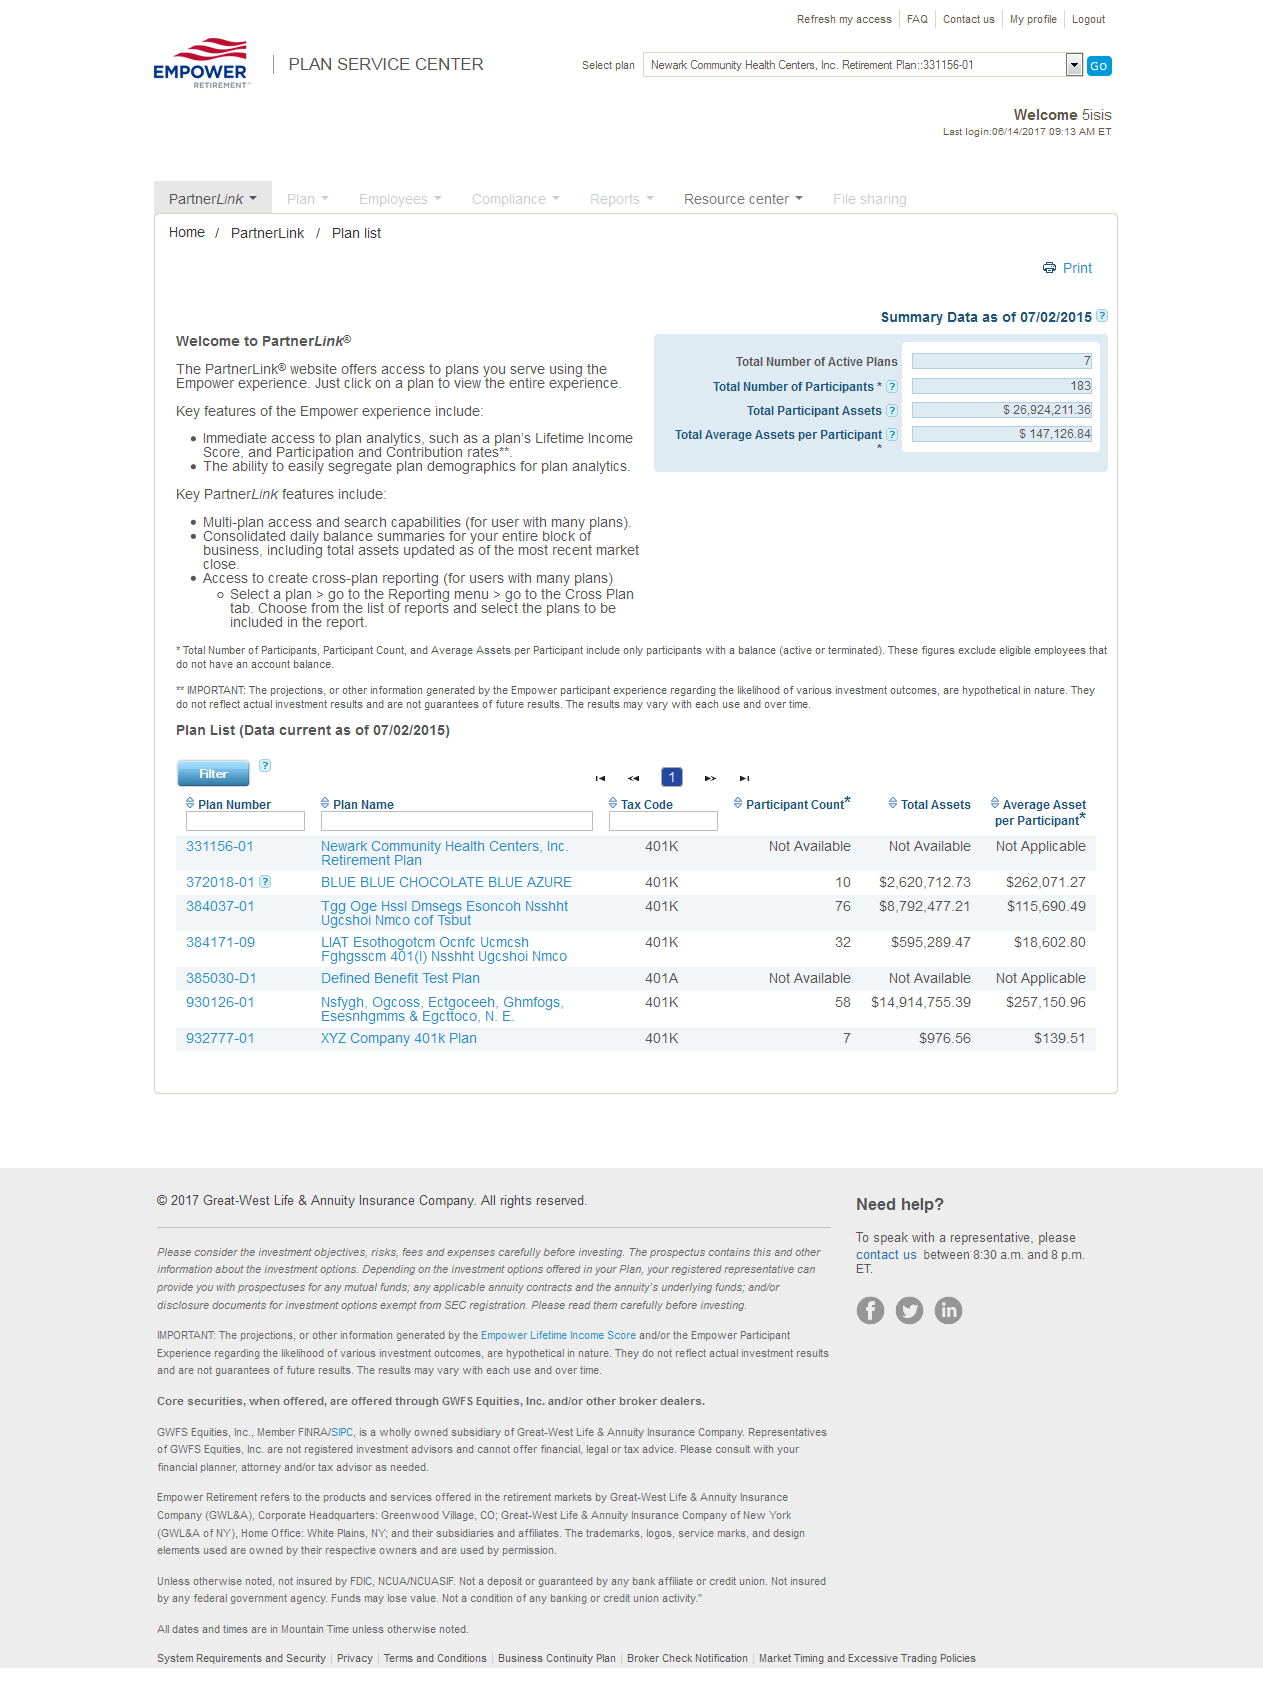 Refresh my access | FAQ | Contact us | My profile | Logout
EMPOWER
RETIREMENT™
PLAN SERVICE CENTER
Select plan Newark Community Health Centers, Inc. Retirement Plan::331156-01 Go
Welcome 5isis
Last login:06/14/2017 09:13 AM ET
PartnerLink Plan Employees Compliance Reports Resource center File sharing
Home / PartnerLink / Plan list
Print
Summary Data as of 07/02/2015 ?
Total Number of Active Plans 7
Total Number of Participants * ? 183
Total Participant Assets ? $ 26,924,211.36
Total Average Assets per Participant ? $ 147,126.84
*
Welcome to PartnerLink®
The PartnerLink® website offers access to plans you serve using the
Empower experience. Just click on a plan to view the entire experience.
Key features of the Empower experience include:
• Immediate access to plan analytics, such as a plan's Lifetime Income
Score, and Participation and Contribution rates**.
• The ability to easily segregate plan demographics for plan analytics.
Key PartnerLink features include:
• Multi-plan access and search capabilities (for user with many plans).
• Consolidated daily balance summaries for your entire block of
business, including total assets updated as of the most recent market
close.
• Access to create cross-plan reporting (for users with many plans)
o Select a plan > go to the Reporting menu > go to the Cross Plan
tab. Choose from the list of reports and select the plans to be
included in the report.
* Total Number of Participants, Participant Count, and Average Assets per Participant include only participants with a balance (active or terminated). These figures exclude eligible employees that
do not have an account balance.
** IMPORTANT: The projections, or other information generated by the Empower participant experience regarding the likelihood of various investment outcomes, are hypothetical in nature. They
do not reflect actual investment results and are not guarantees of future results. The results may vary with each use and over time.
Plan List (Data current as of 07/02/2015)
Filter ?
1
Plan Number Plan Name Tax Code Participant Count* Total Assets Average Asset
per Participant*
331156-01 Newark Community Health Centers, Inc. 401K Not Available Not Available Not Applicable
Retirement Plan
372018-01 ? BLUE BLUE CHOCOLATE BLUE AZURE 401K 10 $2,620,712.73 $262,071.27
384037-01 Tgg Oge Hssl Dmsegs Esoncoh Nsshht 401K 76 $8,792,477.21 $115,690.49
Ugcshoi Nmco cof Tsbut
384171-09 LIAT Esothogotcm Ocnfc Ucmcsh 401K 32 $595,289.47 $18,602.80
Fghgsscm 401(l) Nsshht Ugcshoi Nmco
385030-D1 Defined Benefit Test Plan 401A Not Available Not Available Not Applicable
930126-01 Nsfygh, Ogcoss, Ectgoceeh, Ghmfogs, 401K 58 $14,914,755.39 $257,150.96
Esesnhgmms & Egcttoco, N. E.
932777-01 XYZ Company 401k Plan 401K 7 $976.56 $139.51
© 2017 Great-West Life & Annuity Insurance Company. All rights reserved.
Please consider the investment objectives, risks, fees and expenses carefully before investing. The prospectus contains this and other
information about the investment options. Depending on the investment options offered in your Plan, your registered representative can
provide you with prospectuses for any mutual funds; any applicable annuity contracts and the annuity's underlying funds; and/or
disclosure documents for investment options exempt from SEC registration. Please read them carefully before investing.
IMPORTANT: The projections, or other information generated by the Empower Lifetime Income Score and/or the Empower Participant
Experience regarding the likelihood of various investment outcomes, are hypothetical in nature. They do not reflect actual investment results
and are not guarantees of future results. The results may vary with each use and over time.
Core securities, when offered, are offered through GWFS Equities, Inc. and/or other broker dealers.
GWFS Equities, Inc., Member FINRA/SIPC, is a wholly owned subsidiary of Great-West Life & Annuity Insurance Company. Representatives
of GWFS Equities, Inc. are not registered investment advisors and cannot offer financial, legal or tax advice. Please consult with your
financial planner, attorney and/or tax advisor as needed.
Empower Retirement refers to the products and services offered in the retirement markets by Great-West Life & Annuity Insurance
Company (GWL&A), Corporate Headquarters: Greenwood Village, CO; Great-West Life & Annuity Insurance Company of New York
(GWL&A of NY), Home Office: White Plains, NY; and their subsidiaries and affiliates. The trademarks, logos, service marks, and design
elements used are owned by their respective owners and are used by permission.
Unless otherwise noted, not insured by FDIC, NCUA/NCUASIF. Not a deposit or guaranteed by any bank affiliate or credit union. Not insured
by any federal government agency. Funds may lose value. Not a condition of any banking or credit union activity."
All dates and times are in Mountain Time unless otherwise noted.
System Requirements and Security | Privacy | Terms and Conditions | Business Continuity Plan | Broker Check Notification | Market Timing and Excessive Trading Policies
Need help?
To speak with a representative, please
contact us between 8:30 a.m. and 8 p.m.
ET.